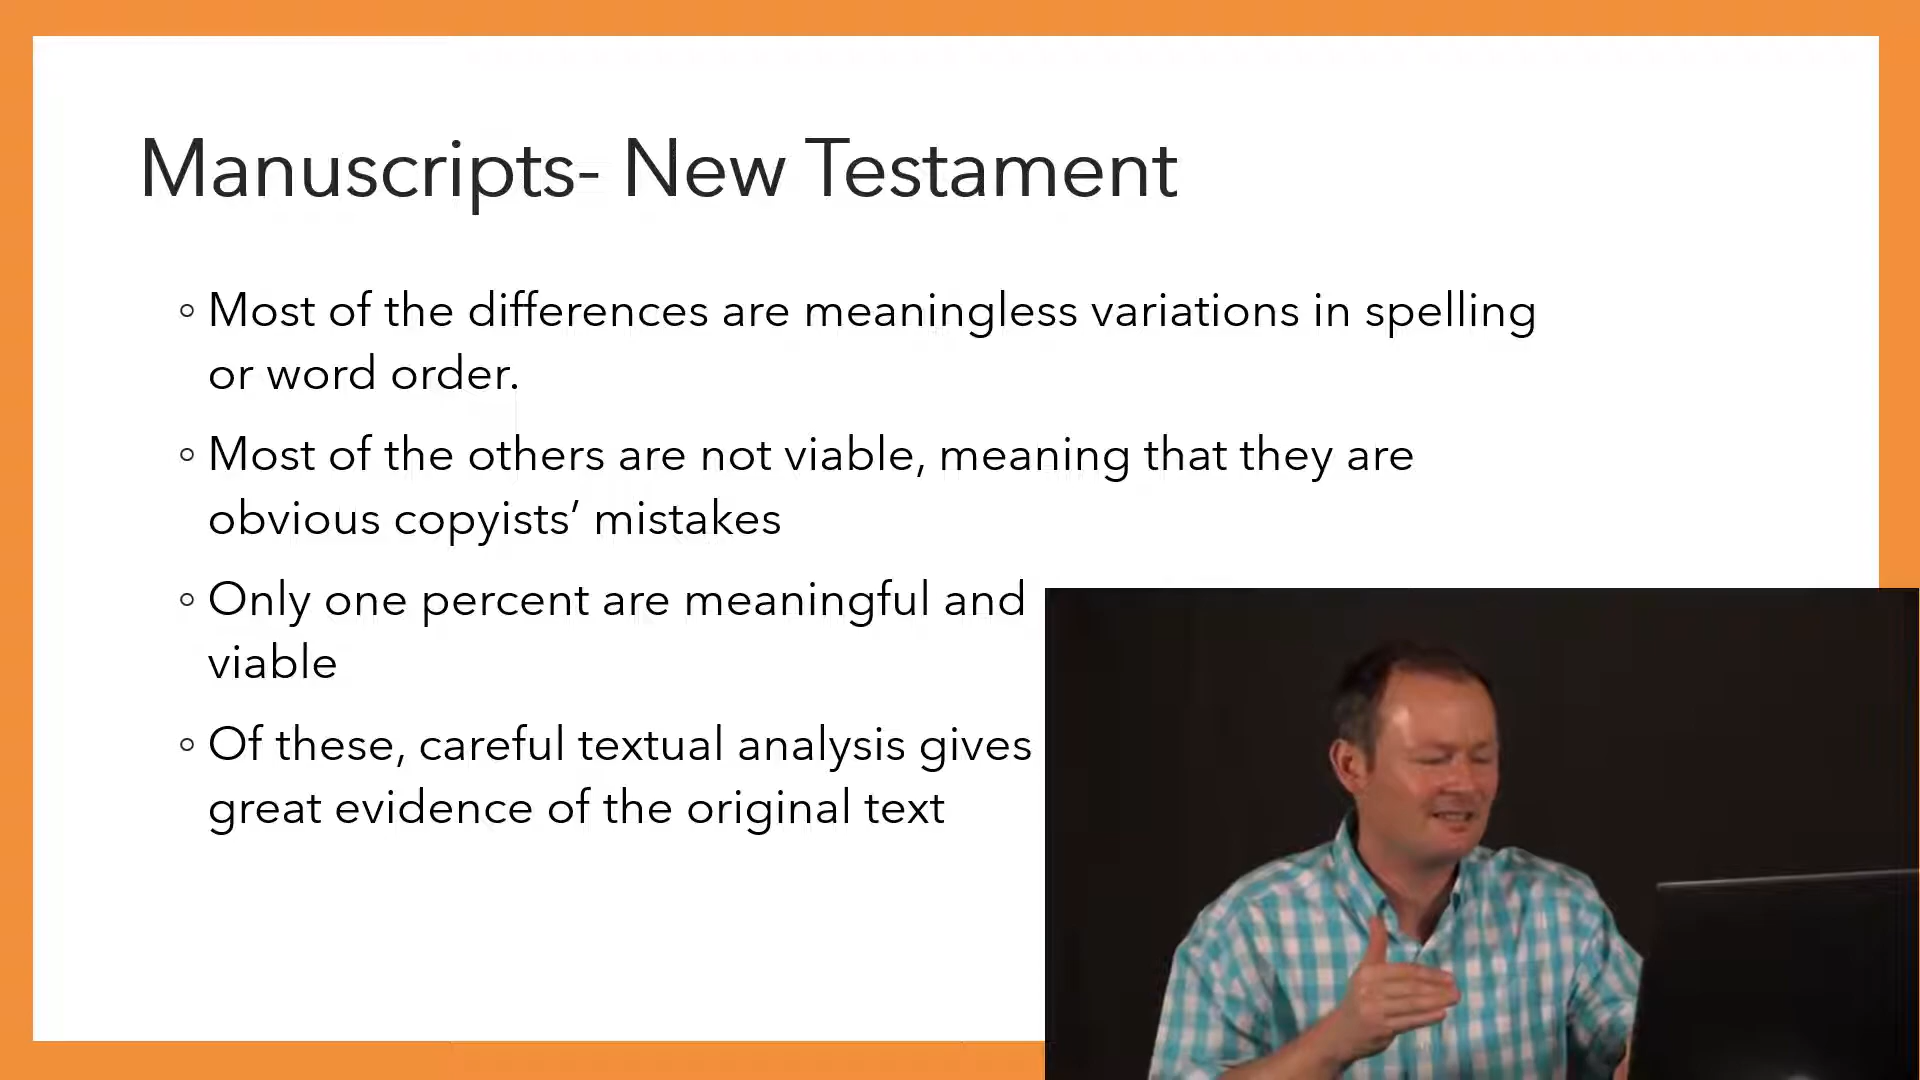 Manuscripts- New Testament
◦ Most of the differences are meaningless variations in spelling
or word order.
◦ Most of the others are not viable, meaning that they are
obvious copyists’ mistakes
◦ Only one percent are meaningful and
viable
◦ Of these, careful textual analysis gives
great evidence of the original text